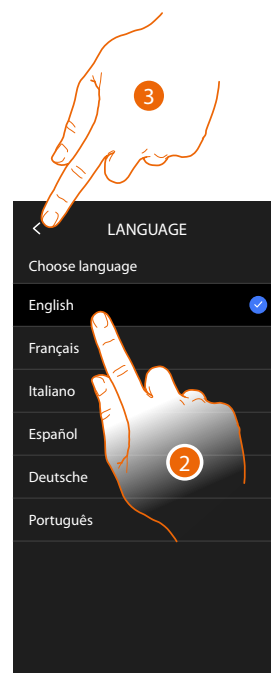 3
LANGUAGE
Choose language
English
Français
Italiano
Español
2
Deutsche
Português